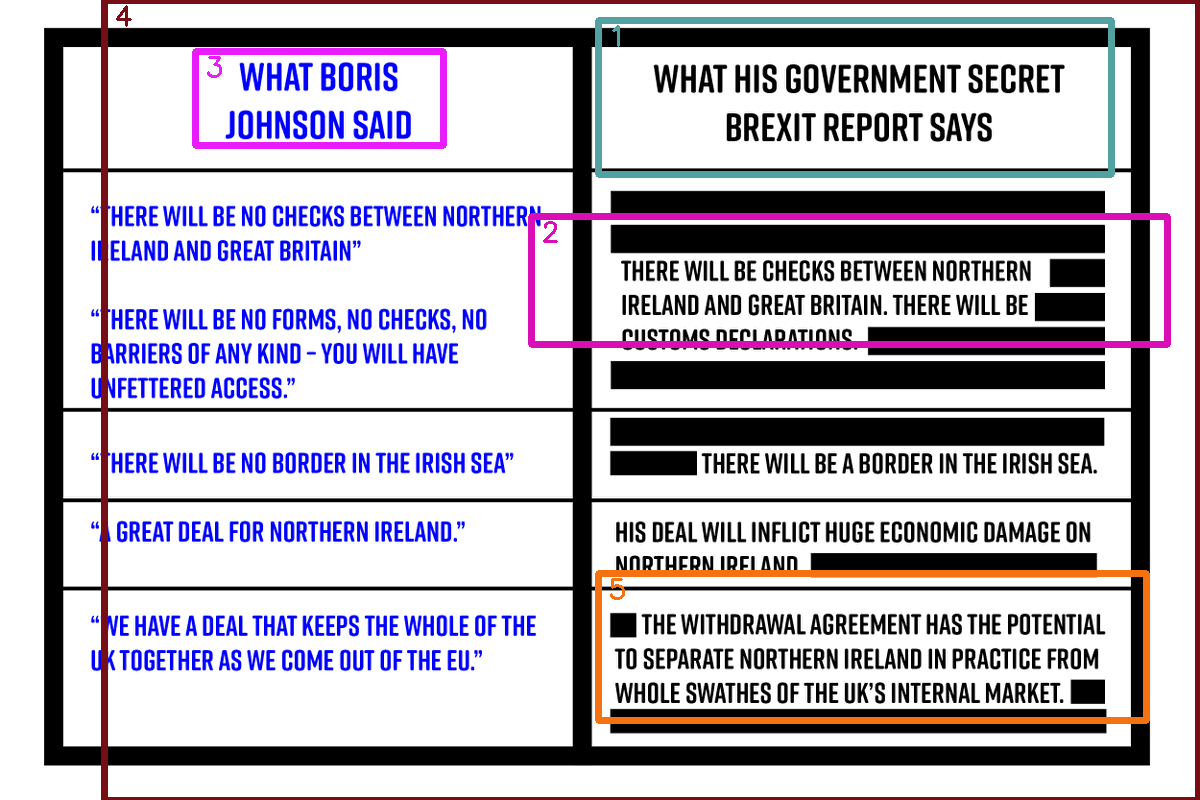 WHAT BORIS
JOHNSON SAID
WHAT HIS GOVERNMENT SECRET
BREXIT REPORT SAYS
“THERE WILL BE NO CHECKS BETWEEN NORTHERN
IRELAND AND GREAT BRITAIN”
“THERE WILL BE NO FORMS, NO CHECKS, NO
BARRIERS OF ANY KIND – YOU WILL HAVE
UNFETTERED ACCESS.”
THERE WILL BE CHECKS BETWEEN NORTHERN
IRELAND AND GREAT BRITAIN. THERE WILL BE
CUSTOMS DECLARATIONS.
“THERE WILL BE NO BORDER IN THE IRISH SEA”
THERE WILL BE A BORDER IN THE IRISH SEA.
“A GREAT DEAL FOR NORTHERN IRELAND.”
HIS DEAL WILL INFLICT HUGE ECONOMIC DAMAGE ON
NORTHERN IRELAND
“WE HAVE A DEAL THAT KEEPS THE WHOLE OF THE
UK TOGETHER AS WE COME OUT OF THE EU.”
THE WITHDRAWAL AGREEMENT HAS THE POTENTIAL
TO SEPARATE NORTHERN IRELAND IN PRACTICE FROM
WHOLE SWATHES OF THE UK’S INTERNAL MARKET.
1
2
3
4
5